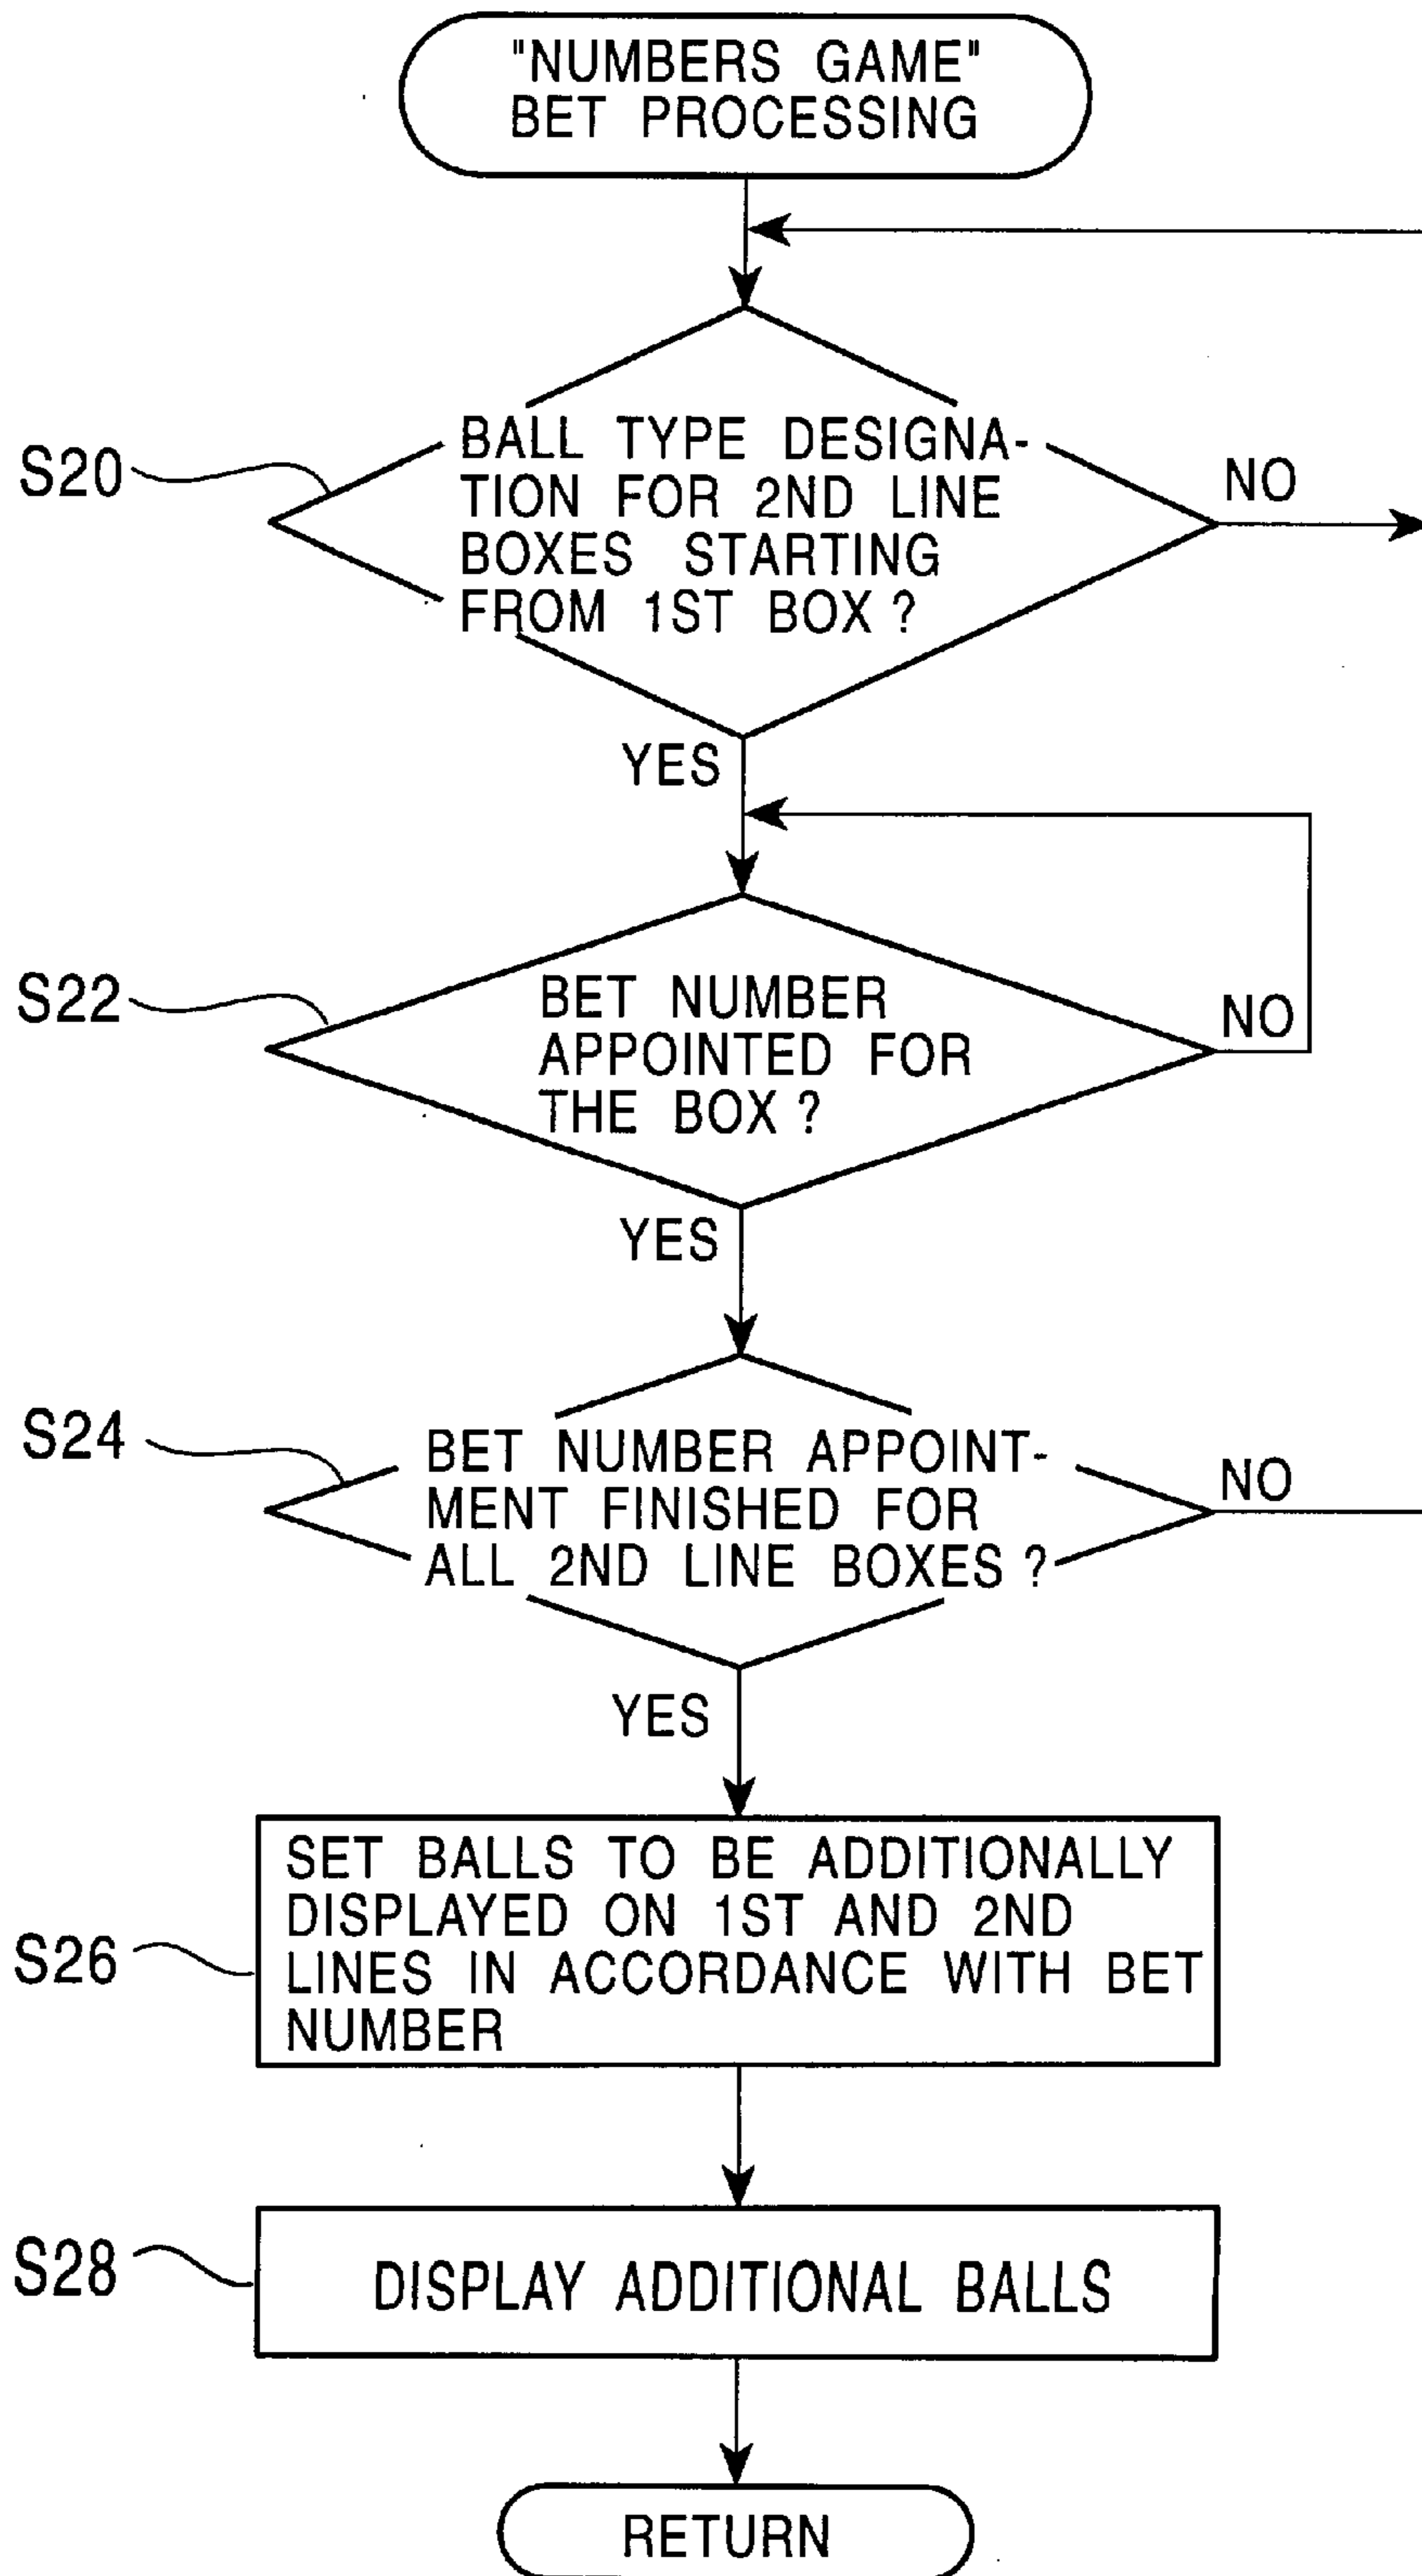 "NUMBERS GAME"
BET PROCESSING
S20
BALL TYPE DESIGNA-
TION FOR 2ND LINE
BOXES STARTING
FROM 1ST BOX ?
NO
YES
S22
BET NUMBER
APPOINTED FOR
THE BOX ?
NO
YES
S24
BET NUMBER APPOINT-
MENT FINISHED FOR
ALL 2ND LINE BOXES ?
NO
YES
S26
SET BALLS TO BE ADDITIONALLY
DISPLAYED ON 1ST AND 2ND
LINES IN ACCORDANCE WITH BET
NUMBER
S28
DISPLAY ADDITIONAL BALLS
RETURN